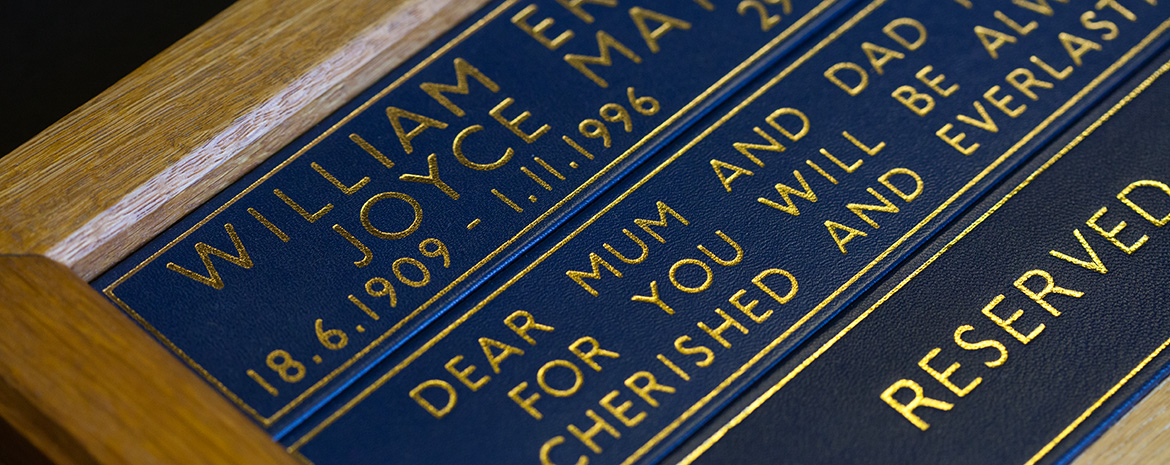 WILLIAM
JOYCE
18.6.1909 - 1.11.1996
DEAR MUM AND DAD
FOR YOU WILL BE
CHERISHED AND
RESERVED